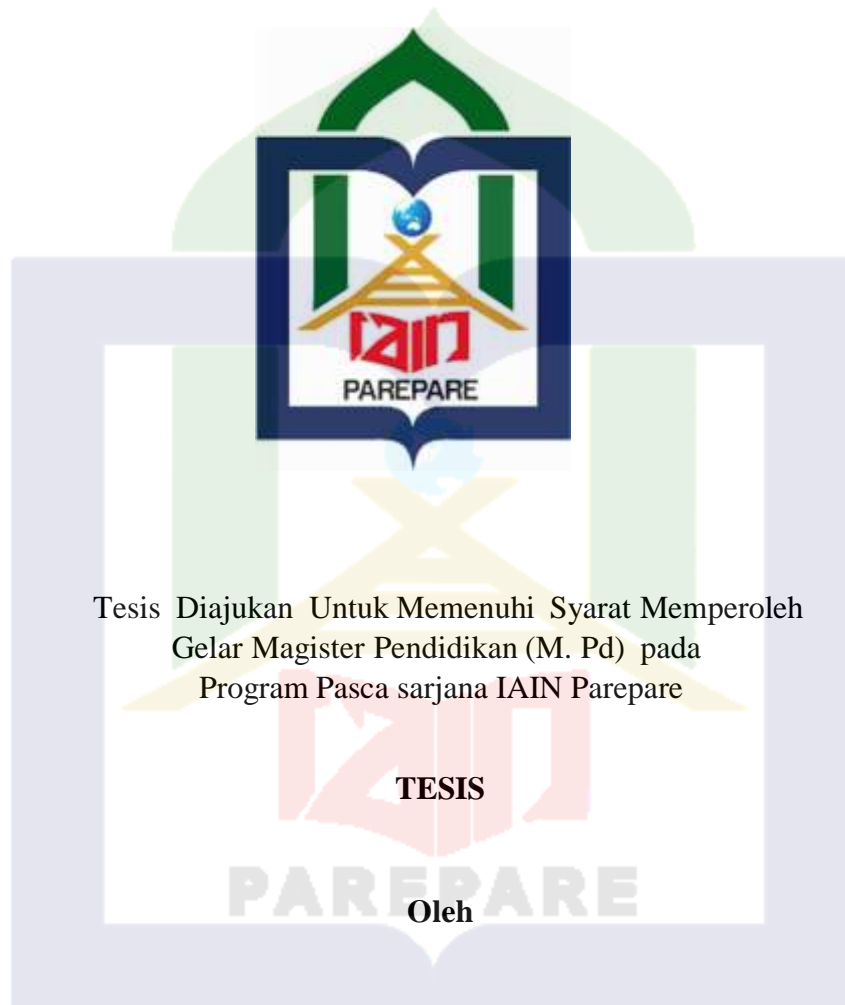 IAIN
PAREPARE
Tesis Diajukan Untuk Memenuhi Syarat Memperoleh
Gelar Magister Pendidikan (M. Pd) pada
Program Pasca sarjana IAIN Parepare
TESIS
IAIN
PAREPARE
Oleh